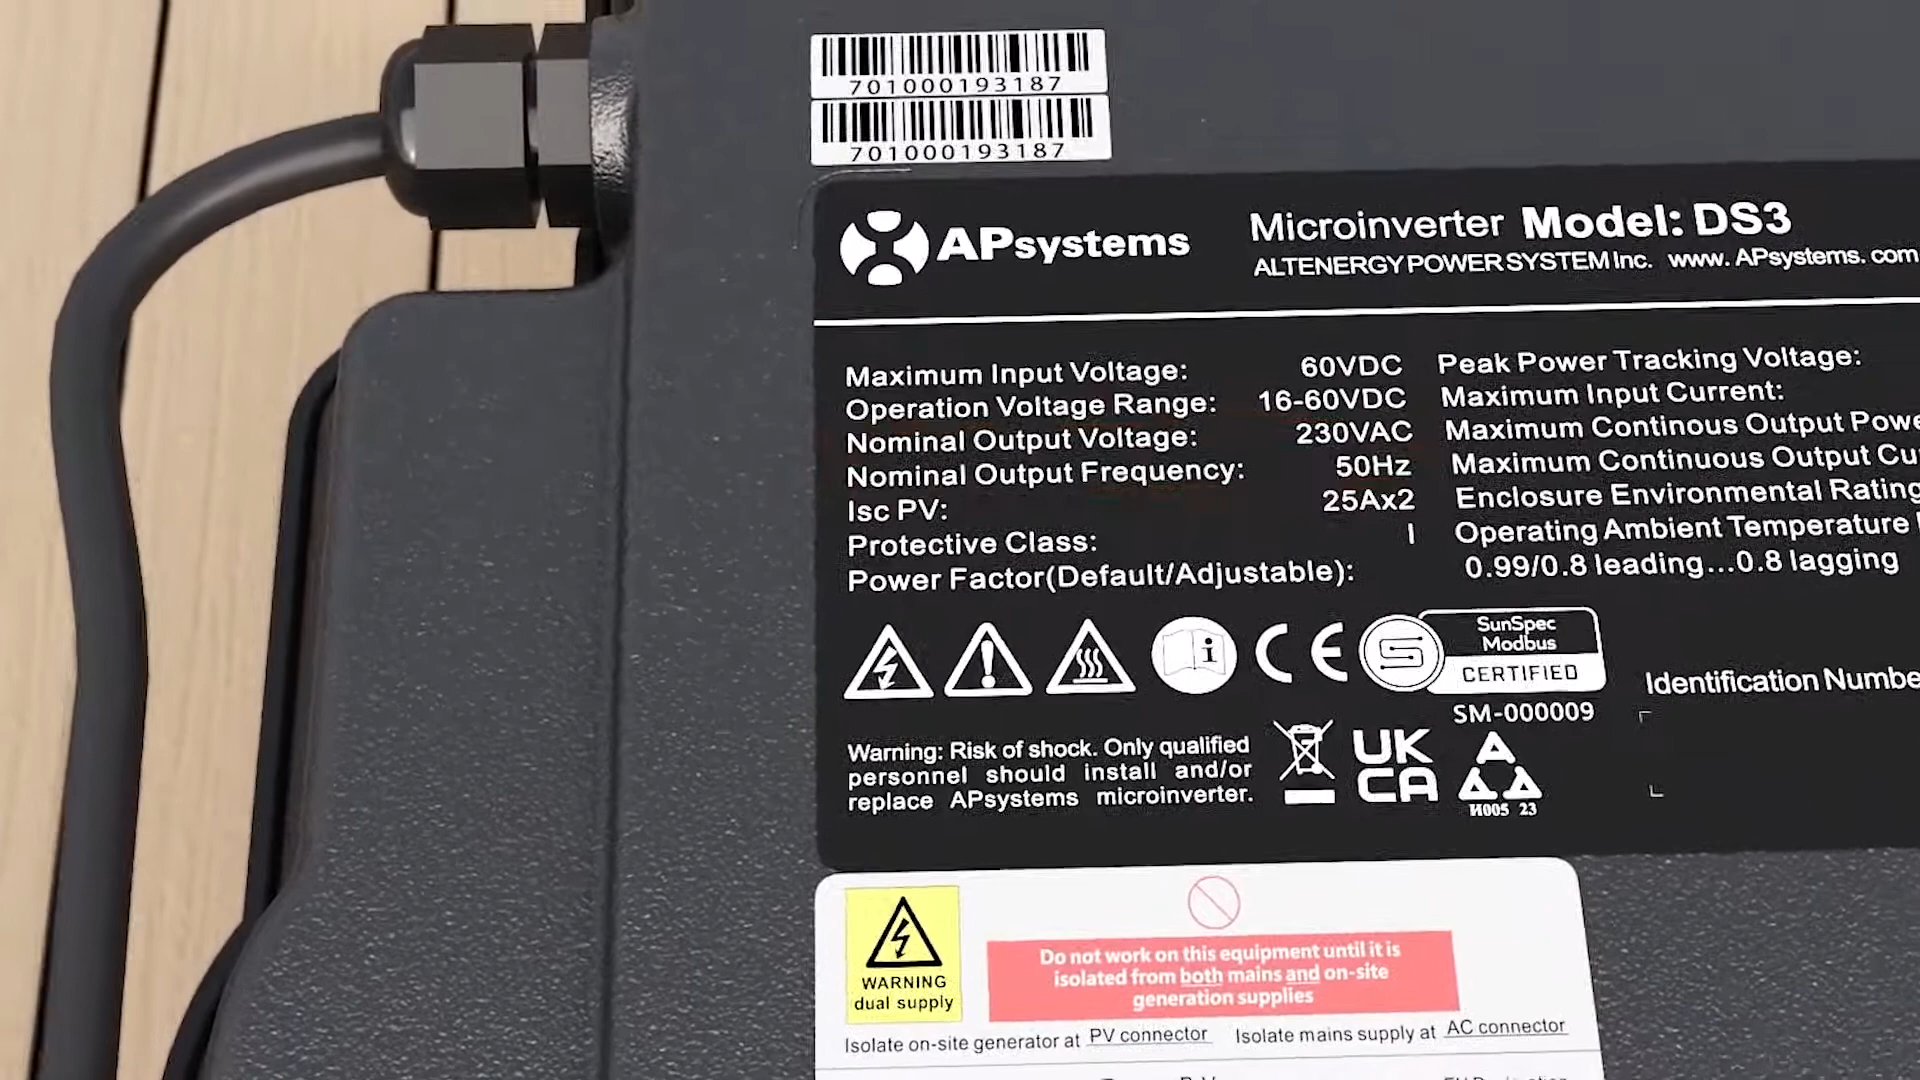 701000193187
701000193187
APsystems
Microinverter Model: DS3
ALTENERGY POWER SYSTEM Inc. www.APsystems.com
Maximum Input Voltage: 60VDC
Operation Voltage Range: 16-60VDC
Nominal Output Voltage: 230VAC
Nominal Output Frequency: 50Hz
Isc PV: 25Ax2
Protective Class: I
Power Factor(Default/Adjustable):
Peak Power Tracking Voltage:
Maximum Input Current:
Maximum Continous Output Powe
Maximum Continuous Output Cu
Enclosure Environmental Rating
Operating Ambient Temperature
0.99/0.8 leading...0.8 lagging
CE
SunSpec
Modbus
CERTIFIED
SM-000009
Identification Numbe
Warning: Risk of shock. Only qualified
personnel should install and/or
replace APsystems microinverter.
UK
CA
H005 23
WARNING
dual supply
Do not work on this equipment until it is
isolated from both mains and on-site
generation supplies
Isolate on-site generator at PV connector Isolate mains supply at AC connector